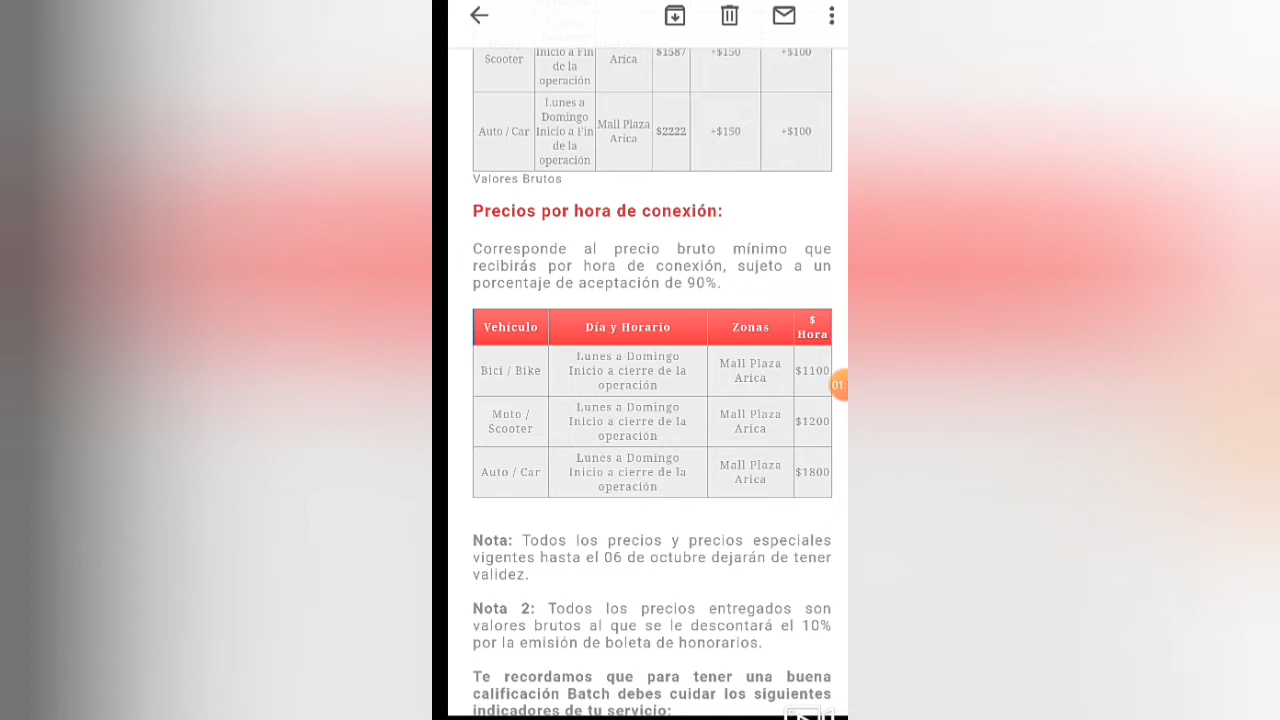 Scooter
Inicio a Fin
de la
operación
Arica
$1587
+$150
+$100
Auto / Car
Lunes a
Domingo
Inicio a Fin
de la
operación
Mall Plaza
Arica
$2222
+$150
+$100
Valores Brutos
Precios por hora de conexión:
Corresponde al precio bruto mínimo que
recibirás por hora de conexión, sujeto a un
porcentaje de aceptación de 90%.
Vehículo
Día y Horario
Zonas
$
Hora
Bici / Bike
Lunes a Domingo
Inicio a cierre de la
operación
Mall Plaza
Arica
$1100
Moto /
Scooter
Lunes a Domingo
Inicio a cierre de la
operación
Mall Plaza
Arica
$1200
Auto / Car
Lunes a Domingo
Inicio a cierre de la
operación
Mall Plaza
Arica
$1800
01:
Nota: Todos los precios y precios especiales
vigentes hasta el 06 de octubre dejarán de tener
validez.
Nota 2: Todos los precios entregados son
valores brutos al que se le descontará el 10%
por la emisión de boleta de honorarios.
Te recordamos que para tener una buena
calificación Batch debes cuidar los siguientes
indicadores de tu servicio: